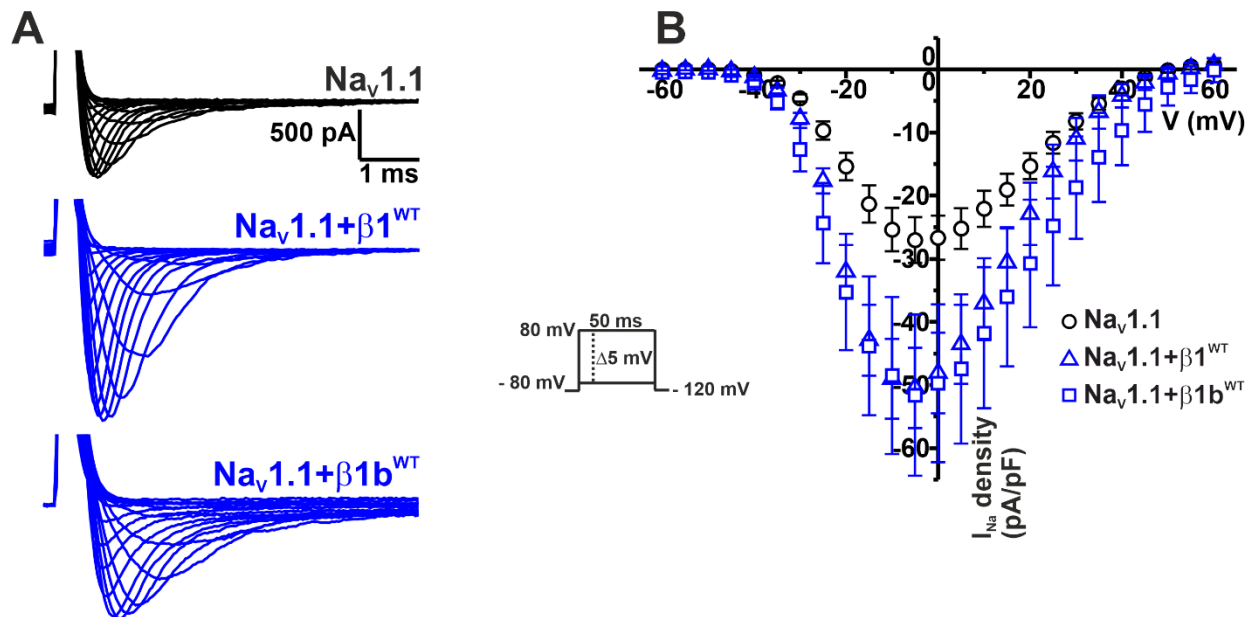 A
Nav1.1
500 pA
1 ms
Nav1.1+β1WT
Nav1.1+β1bWT
80 mV
50 ms
Δ5 mV
- 80 mV
- 120 mV
B
0
-60
-40
-20
0
20
40
60
V (mV)
-10
-20
-30
-40
-50
-60
INa density
(pA/pF)
Nav1.1
Nav1.1+β1WT
Nav1.1+β1bWT